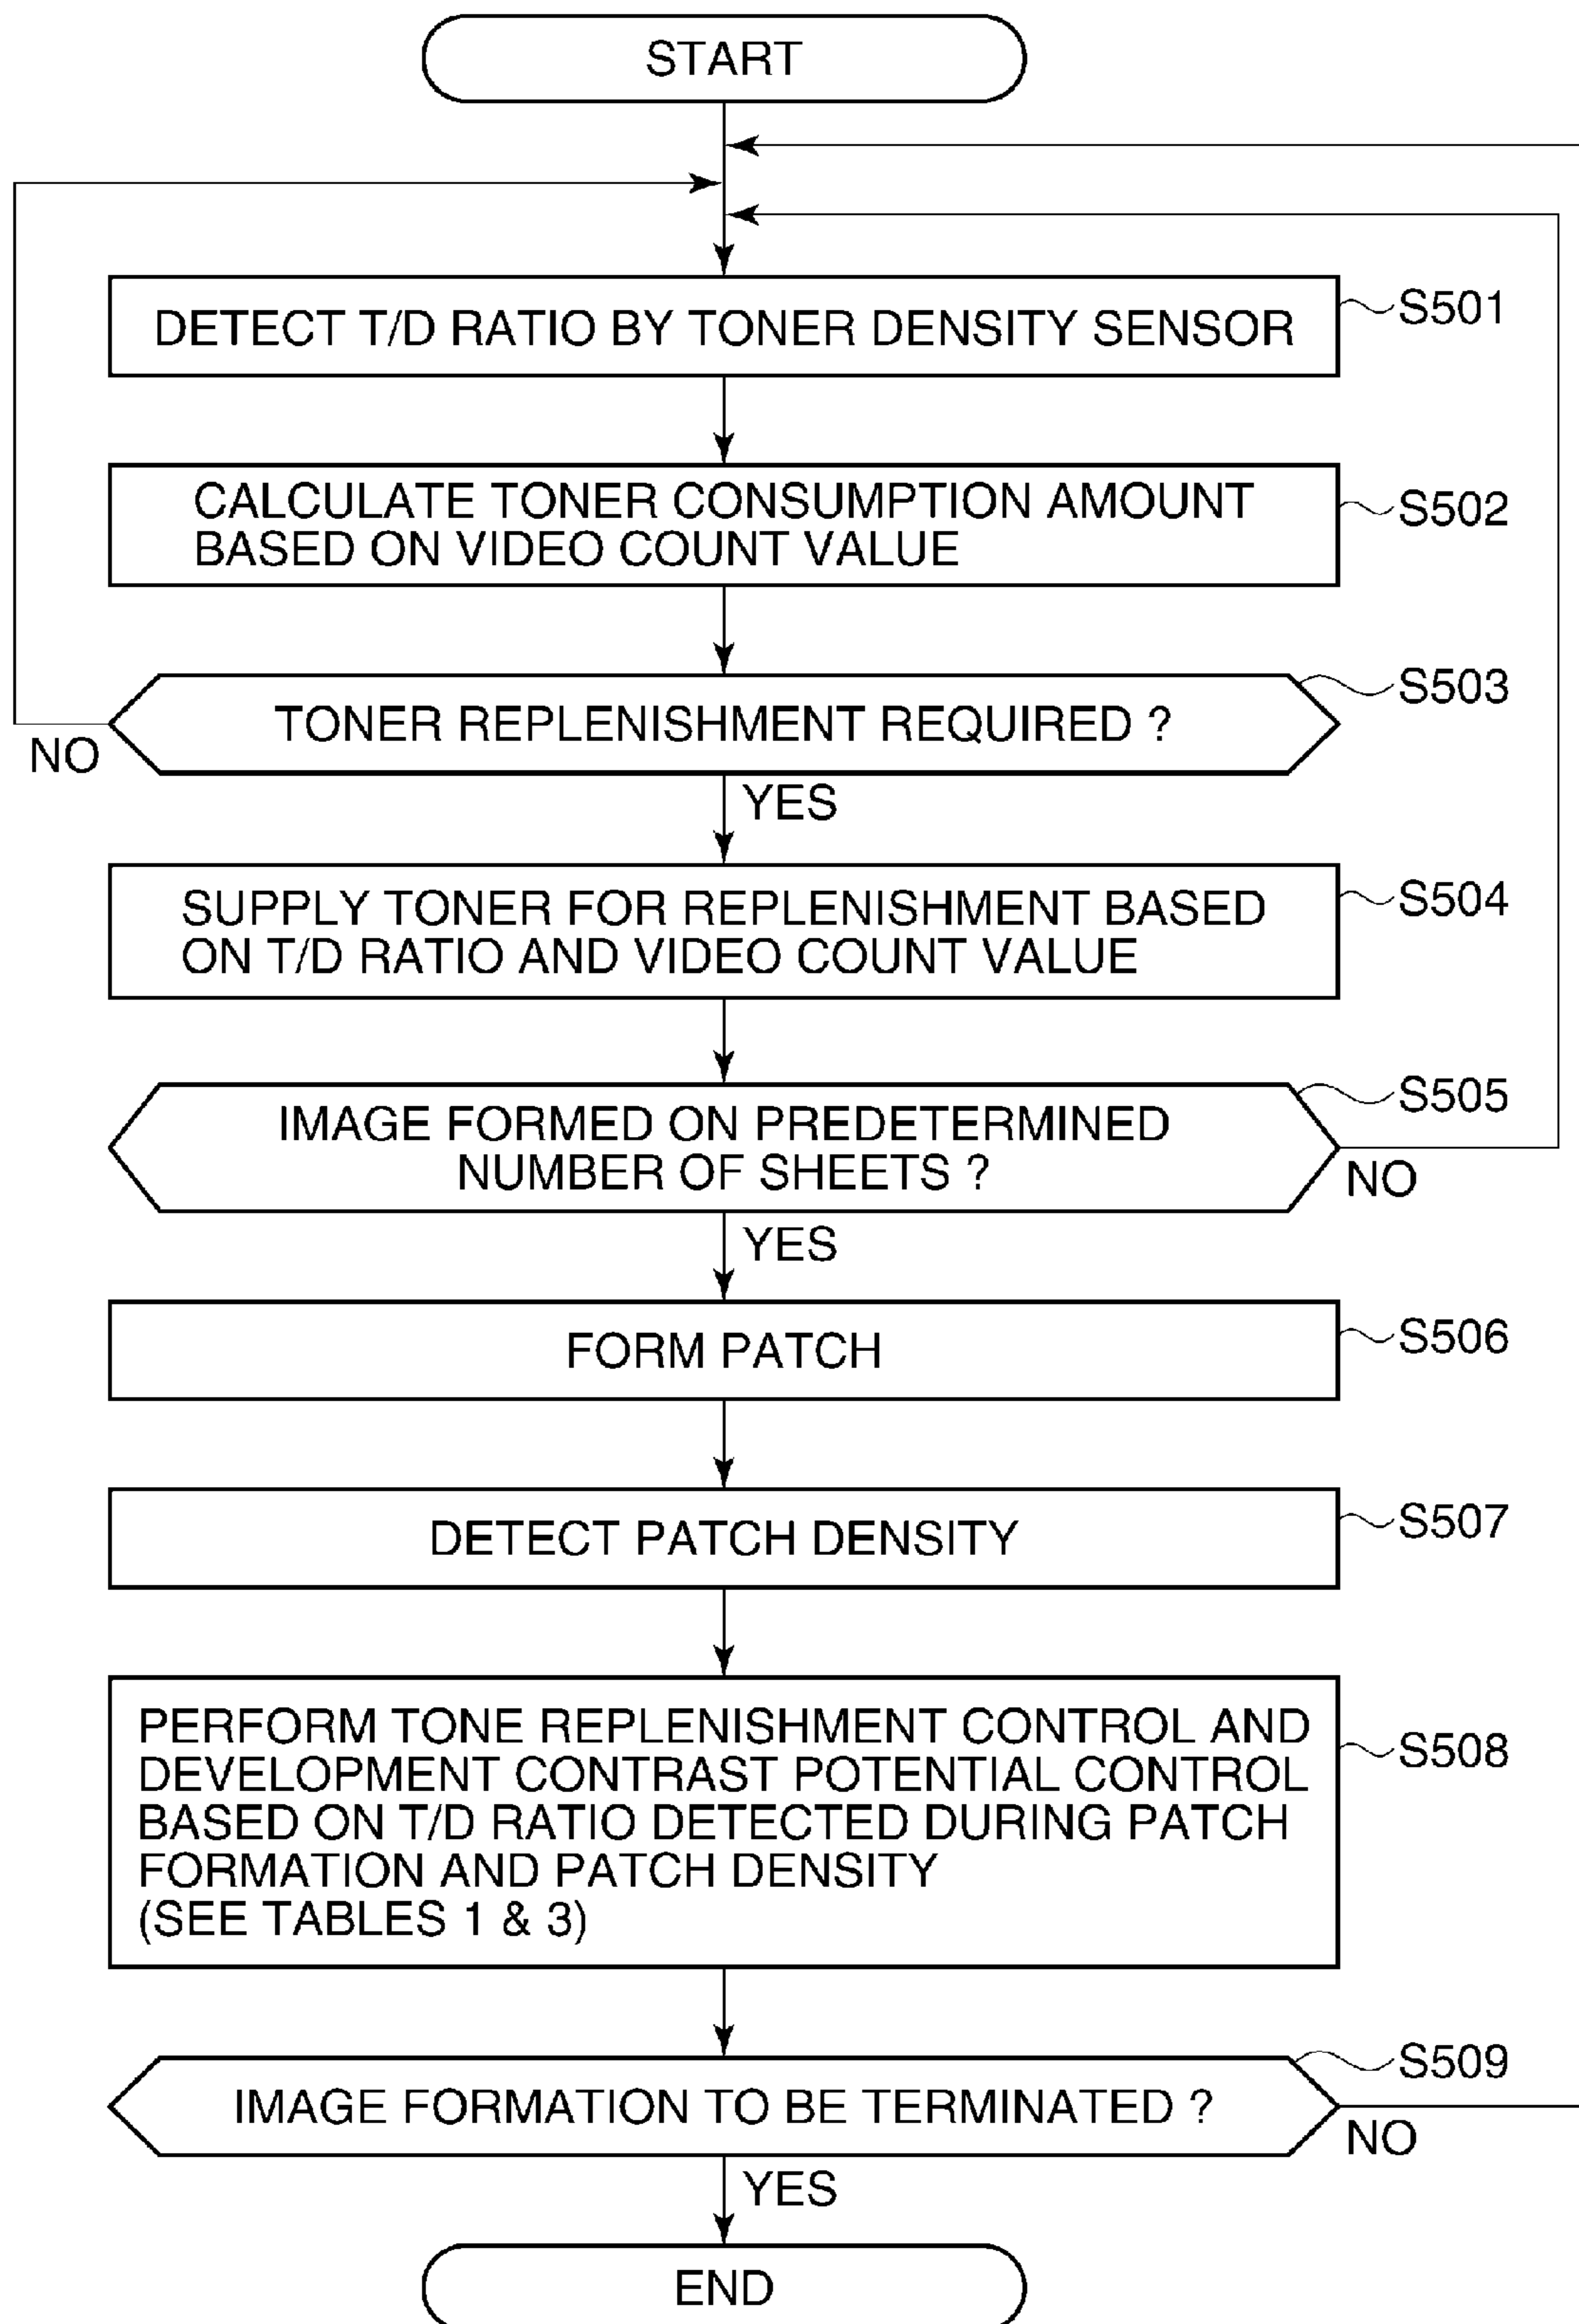 START
DETECT T/D RATIO BY TONER DENSITY SENSOR
S501
CALCULATE TONER CONSUMPTION AMOUNT
BASED ON VIDEO COUNT VALUE
S502
TONER REPLENISHMENT REQUIRED ?
S503
NO
YES
SUPPLY TONER FOR REPLENISHMENT BASED
ON T/D RATIO AND VIDEO COUNT VALUE
S504
IMAGE FORMED ON PREDETERMINED
NUMBER OF SHEETS ?
S505
NO
YES
FORM PATCH
S506
DETECT PATCH DENSITY
S507
PERFORM TONE REPLENISHMENT CONTROL AND
DEVELOPMENT CONTRAST POTENTIAL CONTROL
BASED ON T/D RATIO DETECTED DURING PATCH
FORMATION AND PATCH DENSITY
(SEE TABLES 1 & 3)
S508
IMAGE FORMATION TO BE TERMINATED ?
S509
NO
YES
END